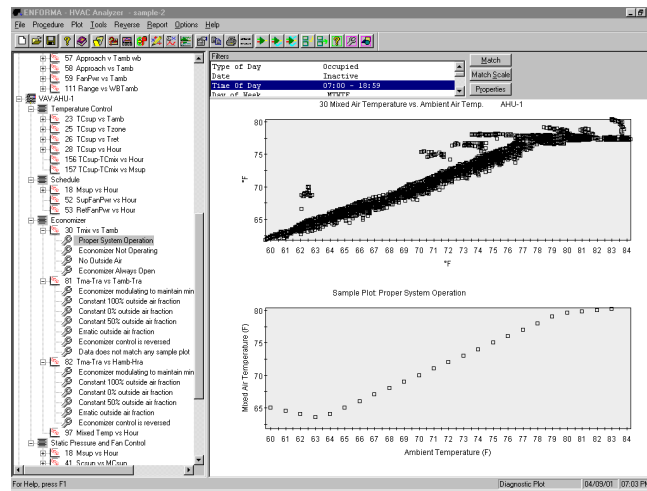 ENFORMA - HVAC Analyzer - sample-2
File Procedure Plot Tools Reverse Report Options Help
57 Approach v Tamb wb
58 Approach vs Tamb
59 FanPwr vs Tamb
111 Range vs WBTamb
VAV:AHU-1
Temperature Control
23 TCsup vs Tamb
25 TCsup vs Tzone
26 TCsup vs Tret
28 TCsup vs Hour
156 TCsup-TCmix vs Hour
157 TCsup-TCmix vs Msup
Schedule
18 Msup vs Hour
52 SupFanPwr vs Hour
53 RetFanPwr vs Hour
Economizer
30 Tmix vs Tamb
Proper System Operation
Economizer Not Operating
No Outside Air
Economizer Always Open
81 Tma-Tra vs Tamb-Tra
Economizer modulating to maintain min
Constant 100% outside air fraction
Constant 0% outside air fraction
Constant 50% outside air fraction
Erratic outside air fraction
Economizer control is reversed
Data does not match any sample plot
82 Tma-Tra vs Hamb-Hra
Economizer modulating to maintain min
Constant 100% outside air fraction
Constant 0% outside air fraction
Constant 50% outside air fraction
Erratic outside air fraction
Economizer control is reversed
97 Mixed Temp vs Hour
Static Pressure and Fan Control
18 Msup vs Hour
41 Scsup vs MCsup
Filters
Type of Day Occupied
Date Inactive
Time Of Day 07:00 - 18:59
Day of Week MTWTF
Match
Match Scale
Properties
30 Mixed Air Temperature vs. Ambient Air Temp. AHU-1
80
75
70
65
°F
60 61 62 63 64 65 66 67 68 69 70 71 72 73 74 75 76 77 78 79 80 81 82 83 84
°F
Sample Plot: Proper System Operation
80
75
70
65
Mixed Air Temperature (F)
60 61 62 63 64 65 66 67 68 69 70 71 72 73 74 75 76 77 78 79 80 81 82 83 84
Ambient Temperature (F)
For Help, press F1
Diagnostic Plot
04/09/01
07:03 PM